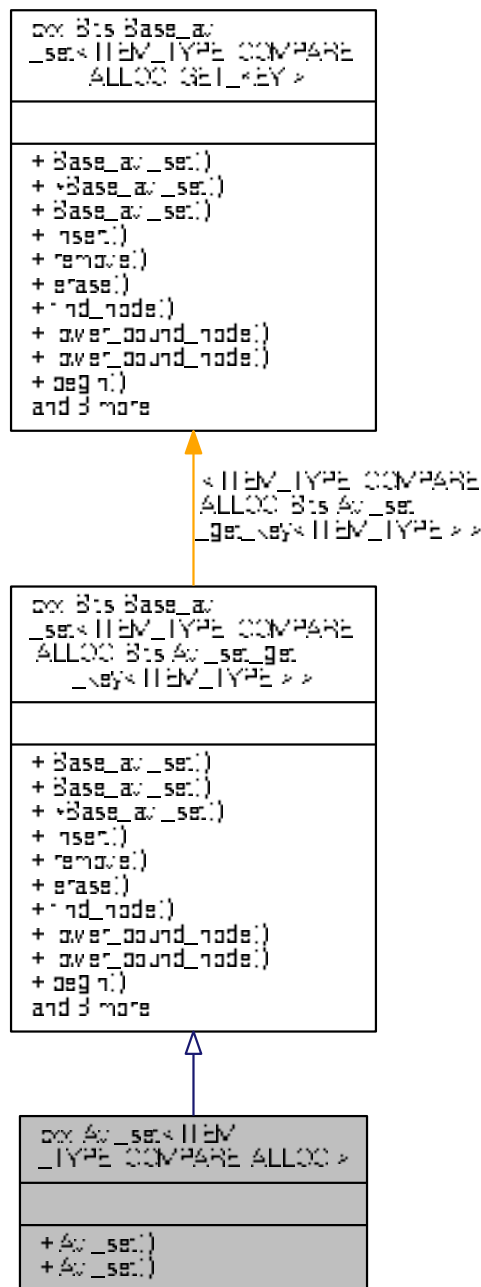 cxx::Bits::Base_avl
_set< ITEM_TYPE, COMPARE,
ALLOC, GET_KEY >
+ Base_avl_set()
+ ~Base_avl_set()
+ Base_avl_set()
+ insert()
+ remove()
+ erase()
+ find_node()
+ lower_bound_node()
+ lower_bound_node()
+ begin()
and 8 more...
< ITEM_TYPE, COMPARE,
ALLOC, Bits::Avl_set
_get_key< ITEM_TYPE > >
cxx::Bits::Base_avl
_set< ITEM_TYPE, COMPARE,
ALLOC, Bits::Avl_set_get
_key< ITEM_TYPE > >
+ Base_avl_set()
+ Base_avl_set()
+ ~Base_avl_set()
+ insert()
+ remove()
+ erase()
+ find_node()
+ lower_bound_node()
+ lower_bound_node()
+ begin()
and 8 more...
cxx::Avl_set< ITEM
_TYPE, COMPARE, ALLOC >
+ Avl_set()
+ Avl_set()